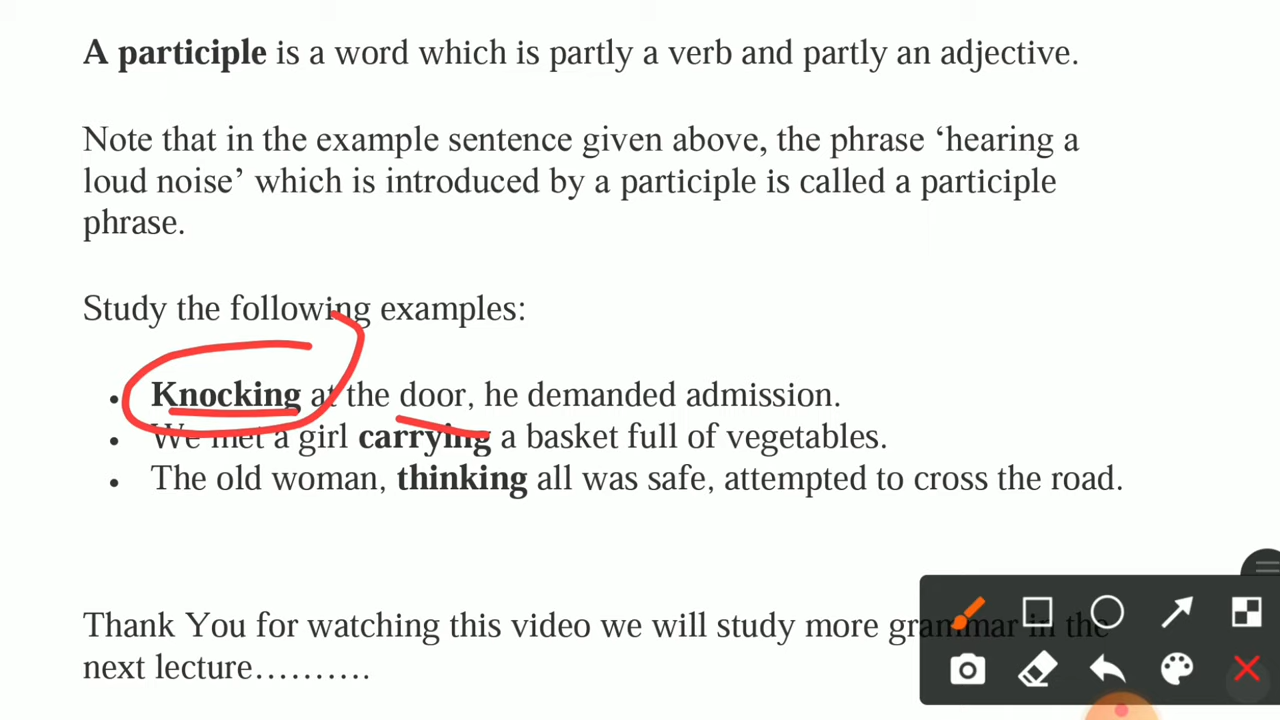 A participle is a word which is partly a verb and partly an adjective.
Note that in the example sentence given above, the phrase ‘hearing a
loud noise’ which is introduced by a participle is called a participle
phrase.
Study the following examples:
• Knocking at the door, he demanded admission.
• We met a girl carrying a basket full of vegetables.
• The old woman, thinking all was safe, attempted to cross the road.
Thank You for watching this video we will study more grammar in the
next lecture……….